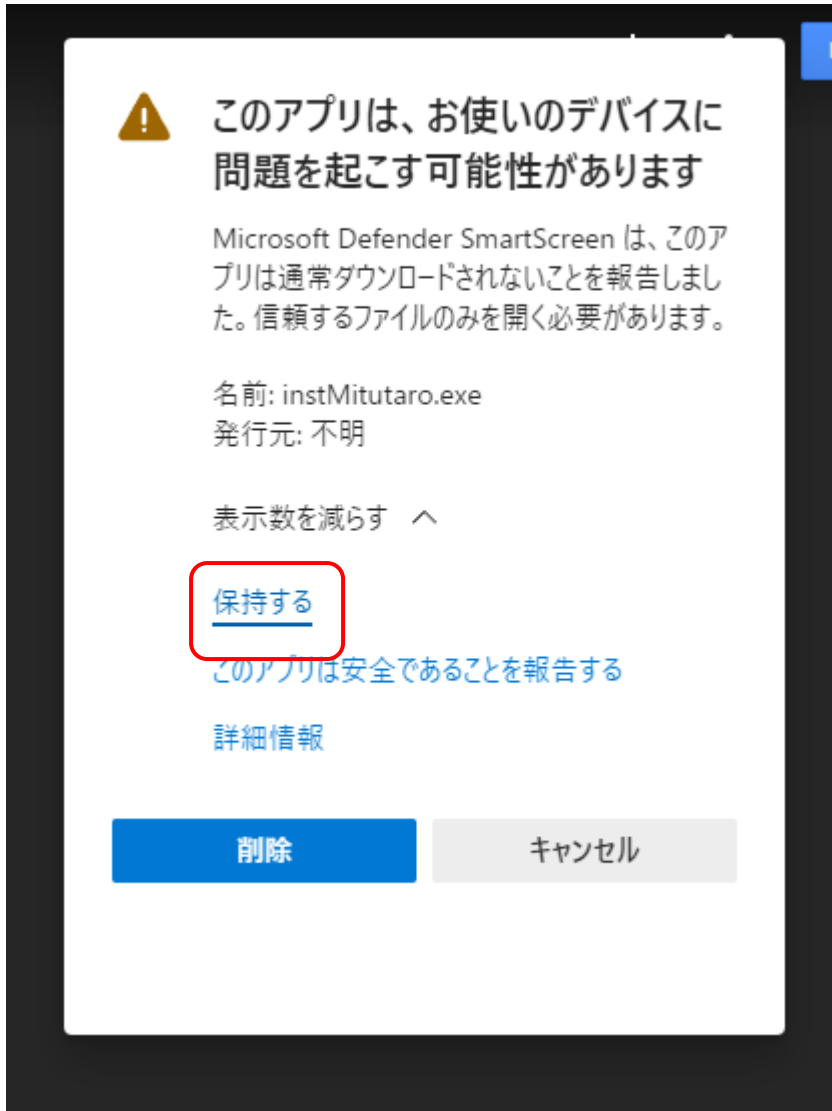 このアプリは、お使いのデバイスに
問題を起こす可能性があります
Microsoft Defender SmartScreen は、このア
プリは通常ダウンロードされないことを報告しまし
た。信頼するファイルのみを開く必要があります。
名前: instMitutaro.exe
発行元: 不明
表示数を減らす
保持する
このアプリは安全であることを報告する
詳細情報
削除
キャンセル